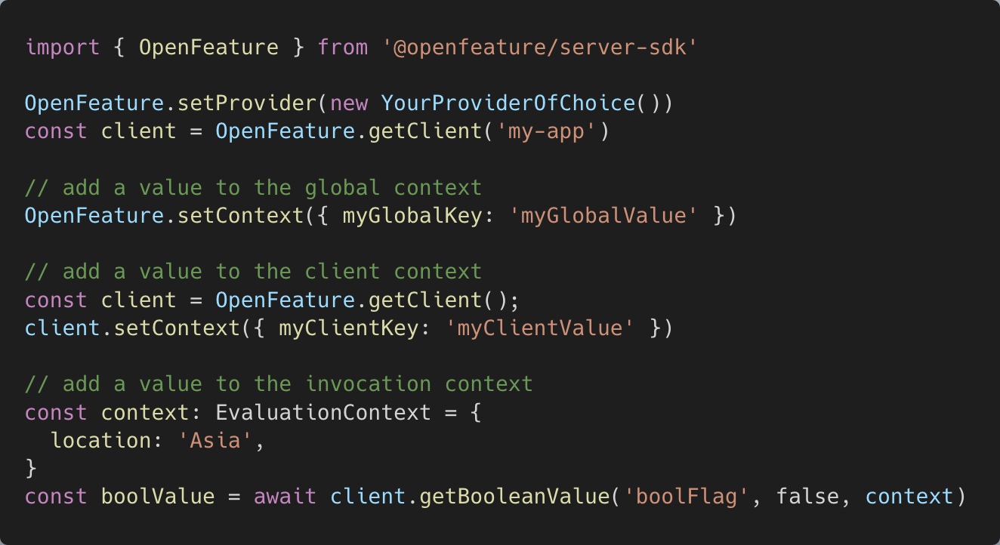 import { OpenFeature } from '@openfeature/server-sdk'

OpenFeature.setProvider(new YourProviderOfChoice())
const client = OpenFeature.getClient('my-app')

// add a value to the global context
OpenFeature.setContext({ myGlobalKey: 'myGlobalValue' })

// add a value to the client context
const client = OpenFeature.getClient();
client.setContext({ myClientKey: 'myClientValue' })

// add a value to the invocation context
const context: EvaluationContext = {
  location: 'Asia',
}
const boolValue = await client.getBooleanValue('boolFlag', false, context)